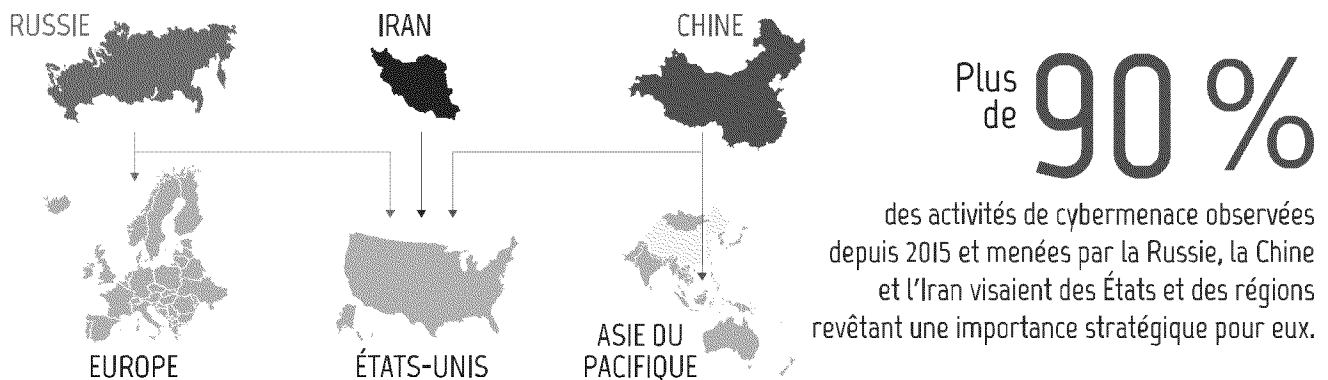 RUSSIE
IRAN
CHINE
EUROPE
ÉTATS-UNIS
ASIE DU
PACIFIQUE
Plus
de
90 %
des activités de cybermenace observées
depuis 2015 et menées par la Russie, la Chine
et l'Iran visaient des États et des régions
revêtant une importance stratégique pour eux.